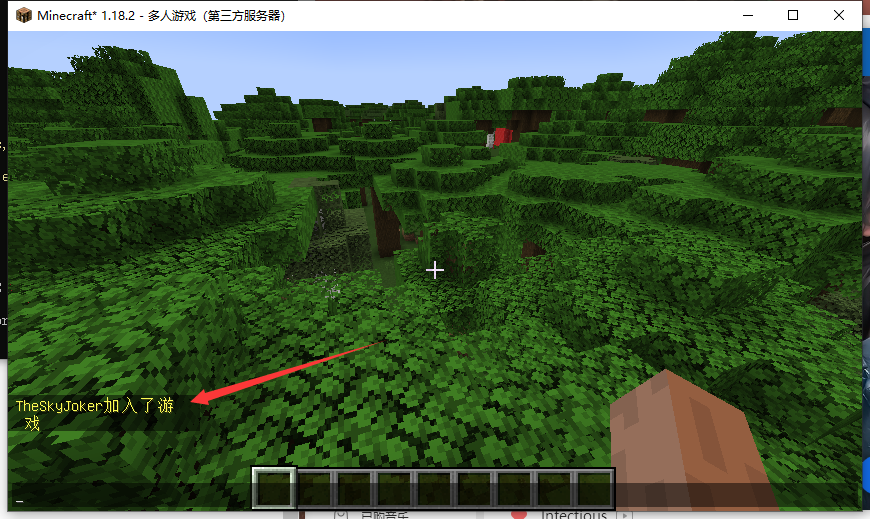 Minecraft* 1.18.2 - 多人游戏（第三方服务器）
TheSkyJoker加入了游
戏
_
Infectious